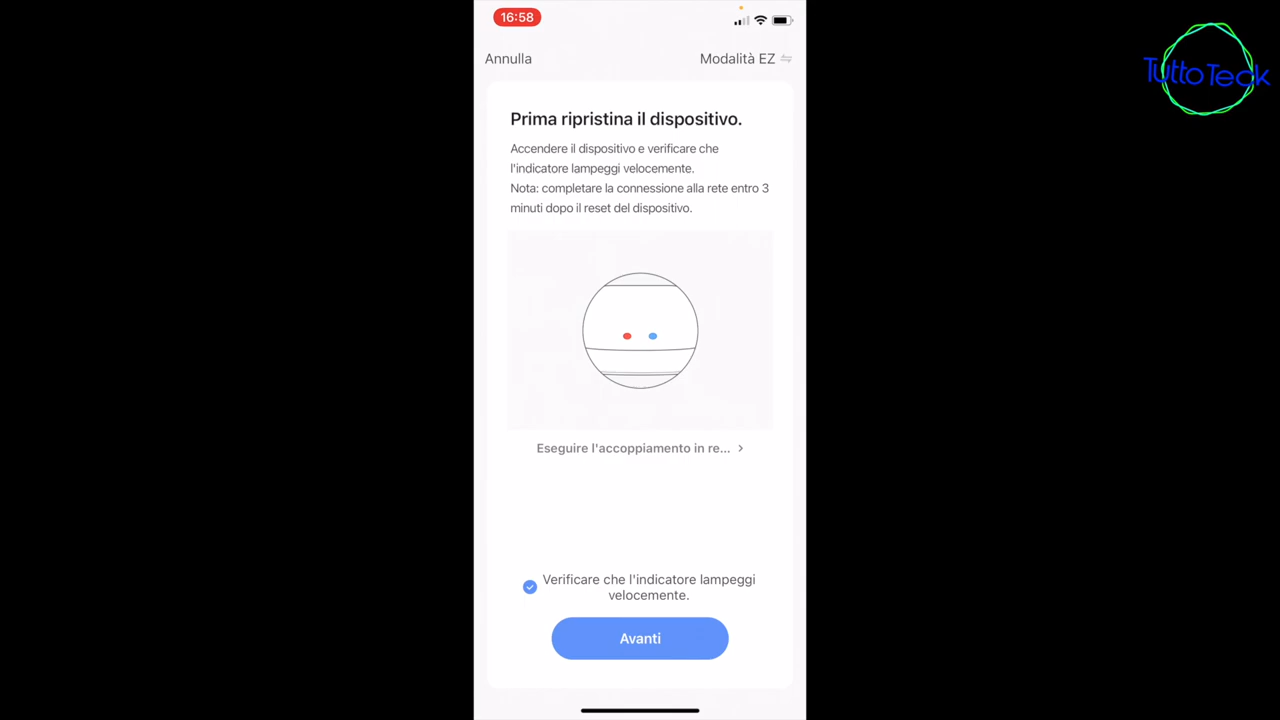 16:58
Annulla
Modalità EZ
TuttoTeck
Prima ripristina il dispositivo.
Accendere il dispositivo e verificare che
l'indicatore lampeggi velocemente.
Nota: completare la connessione alla rete entro 3
minuti dopo il reset del dispositivo.
Eseguire l'accoppiamento in re...
Verificare che l'indicatore lampeggi
velocemente.
Avanti